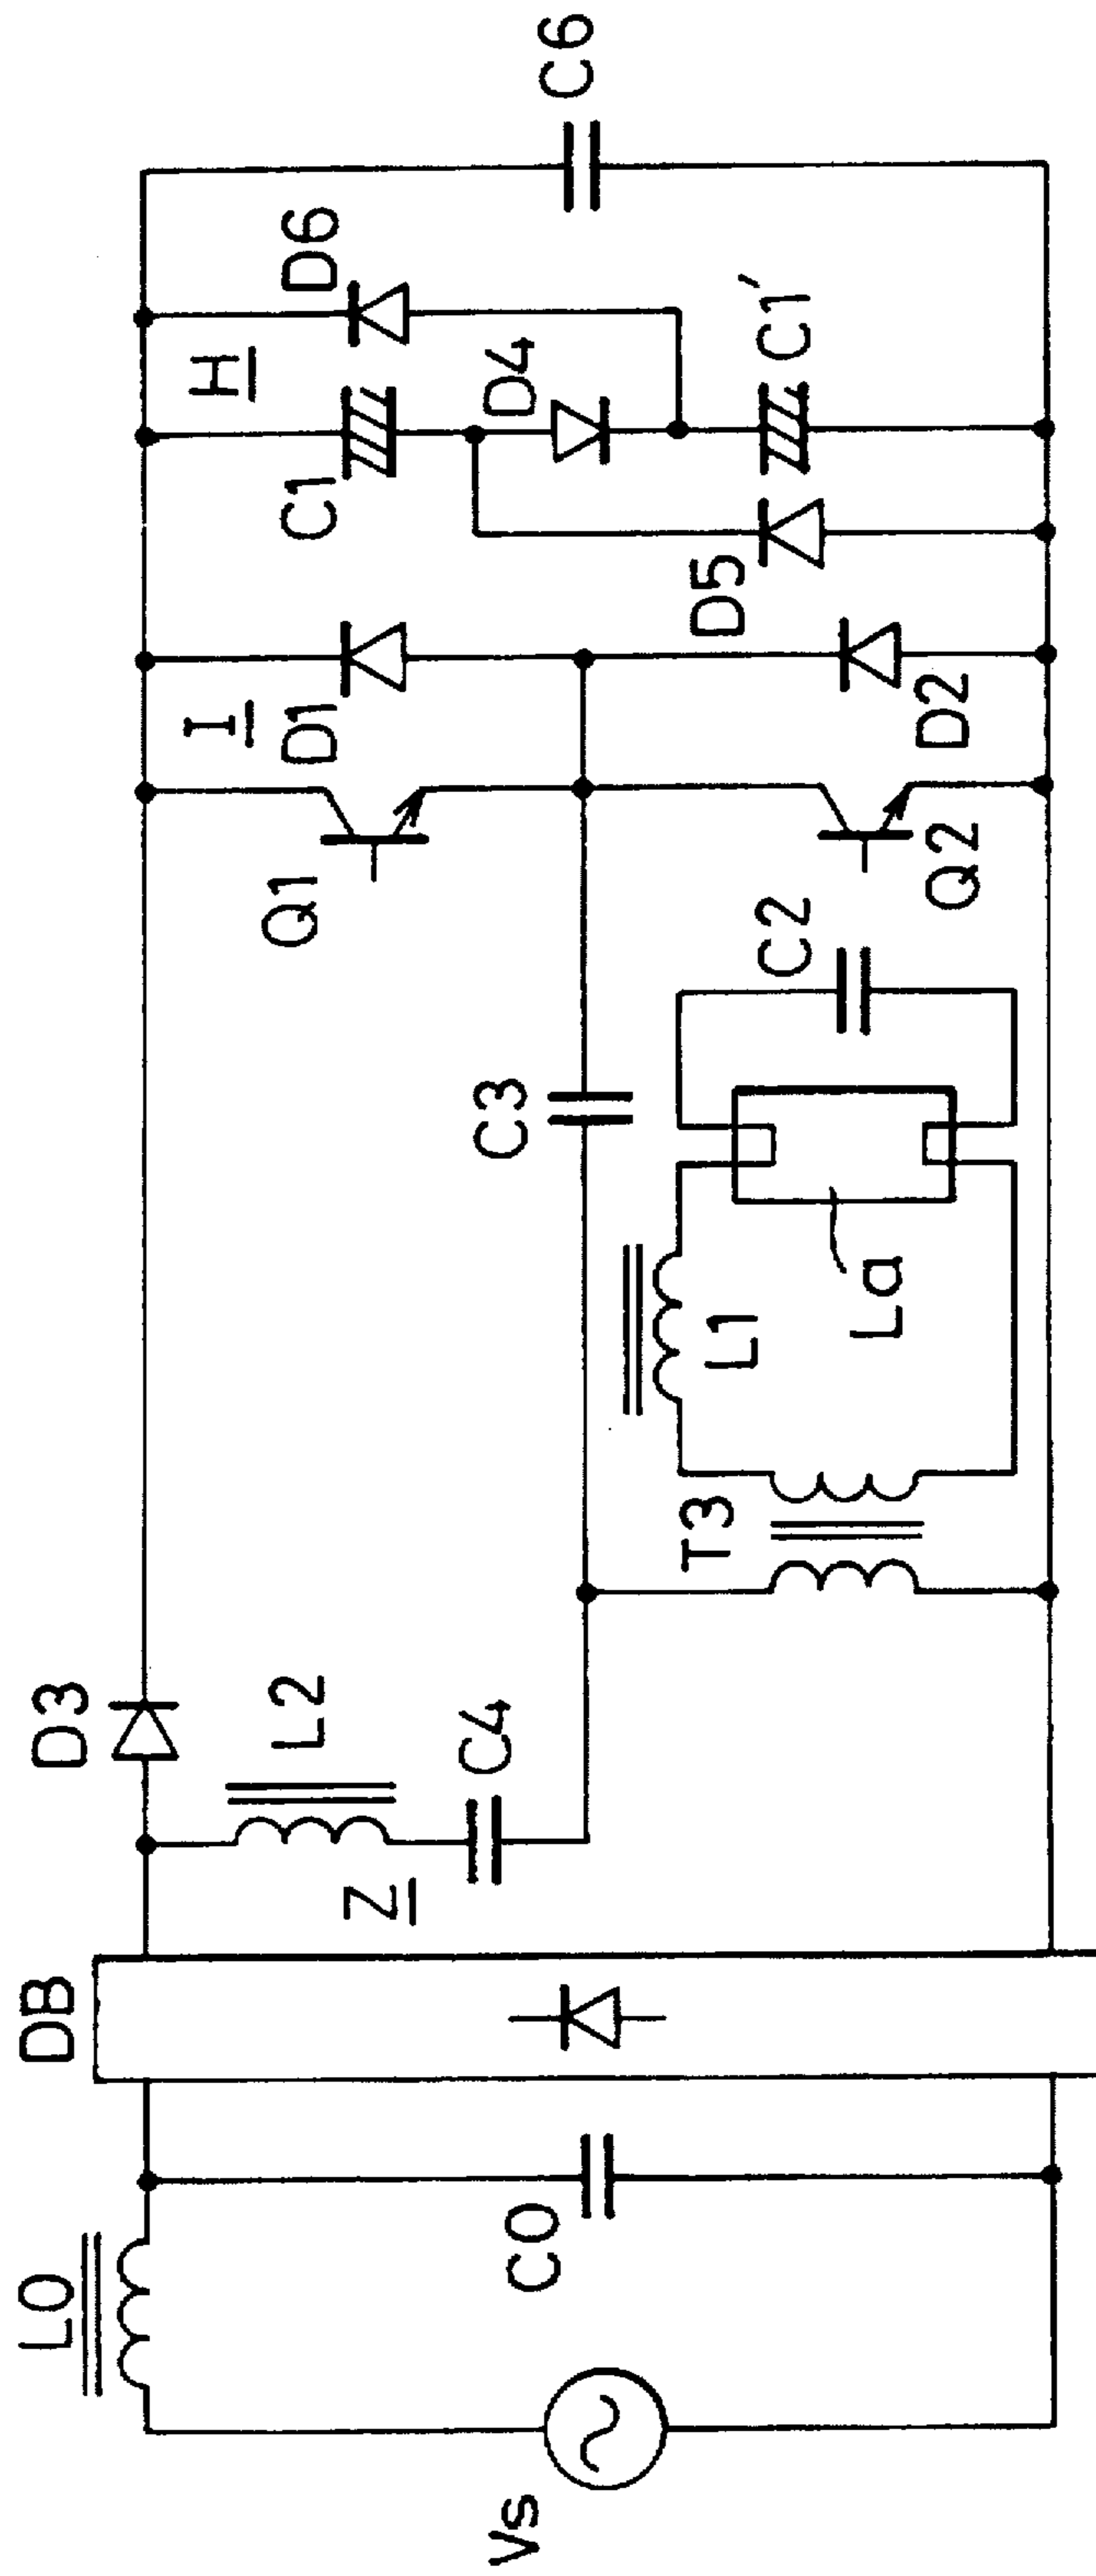 L0
Vs
C0
DB
Z
L2
C4
D3
T3
L1
La
C3
C2
Q1
Q2
I
D1
D2
D5
C1
H
D4
C1′
D6
C6